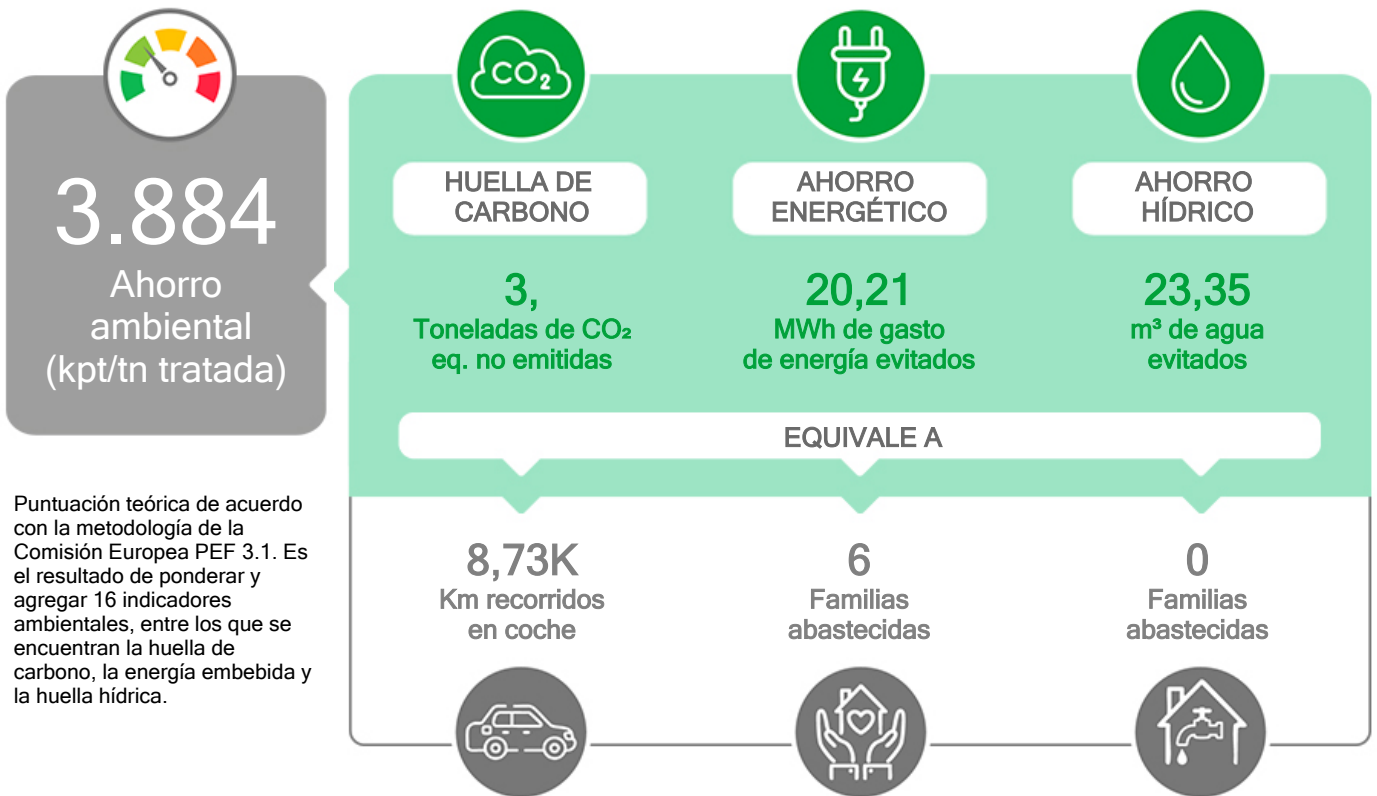 3.884
Ahorro
ambiental
(kpt/tn tratada)
Puntuación teórica de acuerdo
con la metodología de la
Comisión Europea PEF 3.1. Es
el resultado de ponderar y
agregar 16 indicadores
ambientales, entre los que se
encuentran la huella de
carbono, la energía embebida y
la huella hídrica.
CO₂
HUELLA DE
CARBONO
3,
Toneladas de CO₂
eq. no emitidas
AHORRO
ENERGÉTICO
20,21
MWh de gasto
de energía evitados
AHORRO
HÍDRICO
23,35
m³ de agua
evitados
EQUIVALE A
8,73K
Km recorridos
en coche
6
Familias
abastecidas
0
Familias
abastecidas